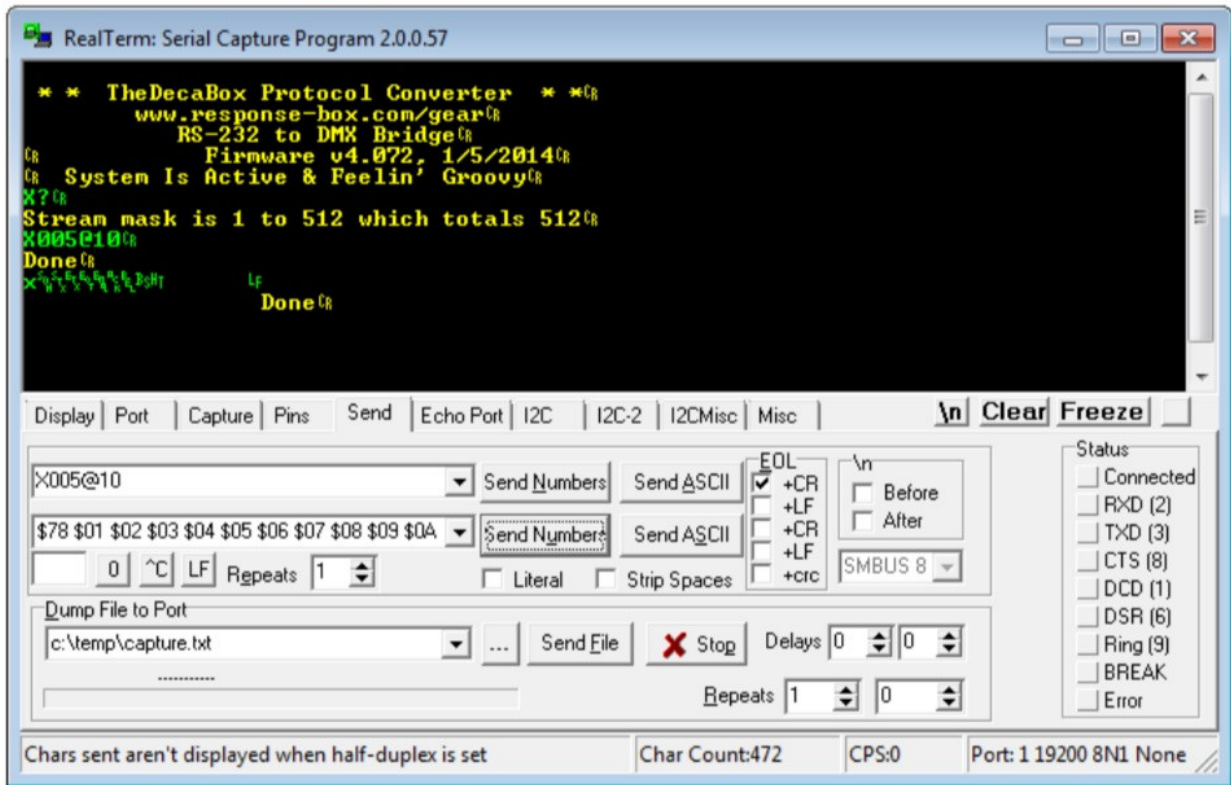 RealTerm: Serial Capture Program 2.0.0.57
* * TheDecaBox Protocol Converter * *CR
www.response-box.com/gearCR
RS-232 to DMX BridgeCR
CR Firmware v4.072, 1/5/2014CR
CR System Is Active & Feelin' GroovyCR
X?CR
Stream mask is 1 to 512 which totals 512CR
X005@10CR
DoneCR
x BSHT LF
DoneCR
Display Port Capture Pins Send Echo Port I2C I2C-2 I2CMisc Misc \n Clear Freeze
X005@10 Send Numbers Send ASCII
$78 $01 $02 $03 $04 $05 $06 $07 $08 $09 $0A Send Numbers Send ASCII
0 ^C LF Repeats 1 Literal Strip Spaces
EOL
+CR
+LF
+CR
+LF
+crc
\n
Before
After
SMBUS 8
Dump File to Port
c:\temp\capture.txt ... Send File Stop Delays 0 0
Repeats 1 0
Status
Connected
RXD (2)
TXD (3)
CTS (8)
DCD (1)
DSR (6)
Ring (9)
BREAK
Error
Chars sent aren't displayed when half-duplex is set Char Count:472 CPS:0 Port: 1 19200 8N1 None